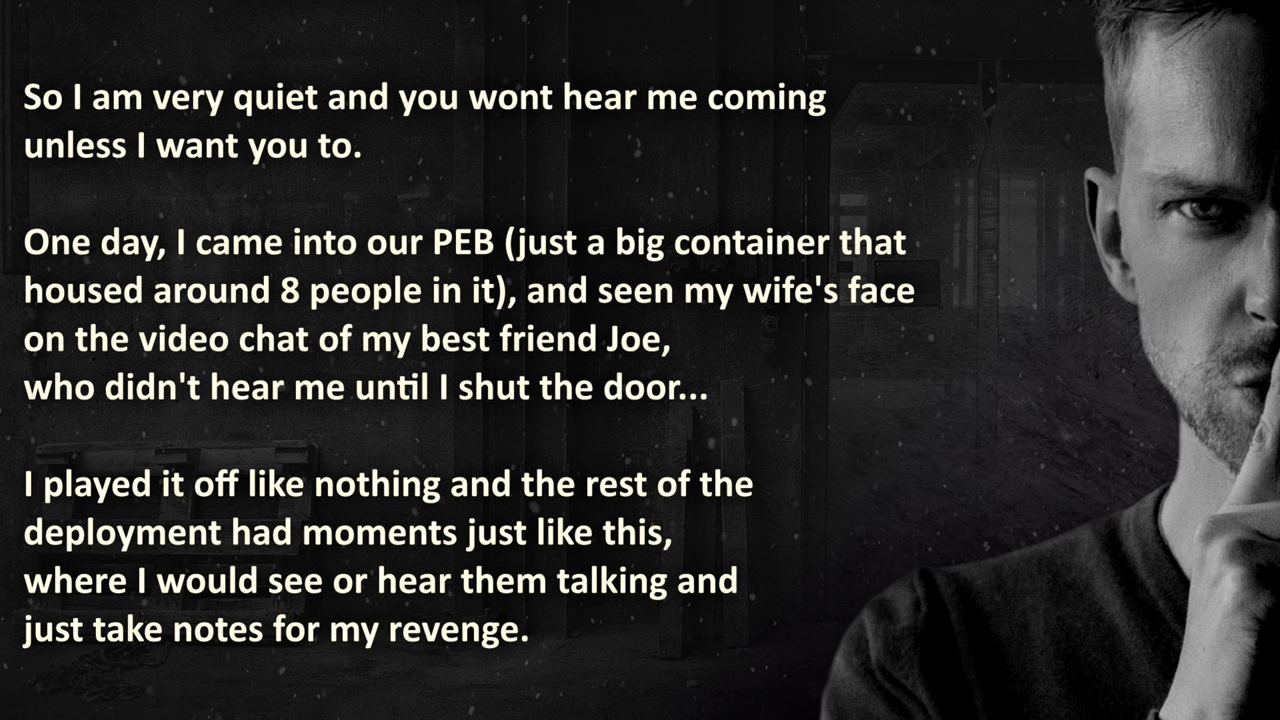 So I am very quiet and you wont hear me coming
unless I want you to.
One day, I came into our PEB (just a big container that
housed around 8 people in it), and seen my wife's face
on the video chat of my best friend Joe,
who didn't hear me until I shut the door...
I played it off like nothing and the rest of the
deployment had moments just like this,
where I would see or hear them talking and
just take notes for my revenge.